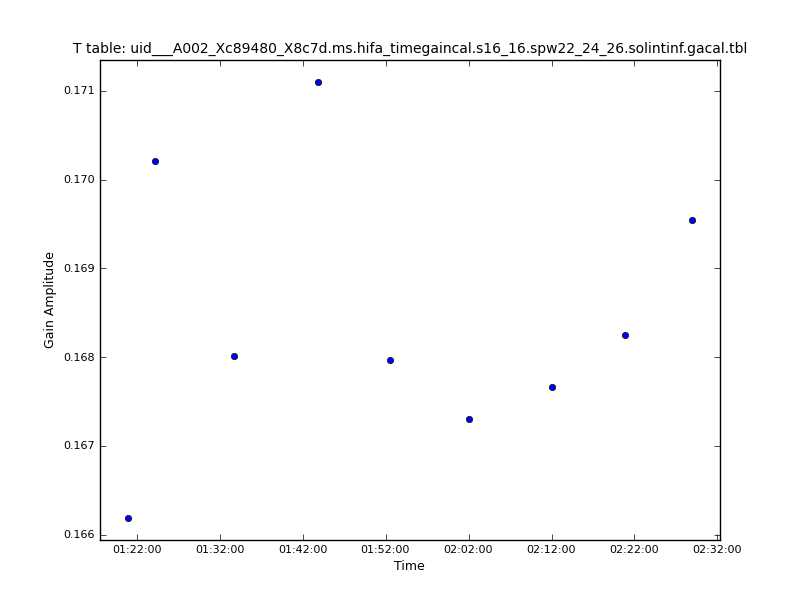 T table: uid___A002_Xc89480_X8c7d.ms.hifa_timegaincal.s16_16.spw22_24_26.solintinf.gacal.tbl
Gain Amplitude
0.171
0.170
0.169
0.168
0.167
0.166
01:22:00 01:32:00 01:42:00 01:52:00 02:02:00 02:12:00 02:22:00 02:32:00
Time